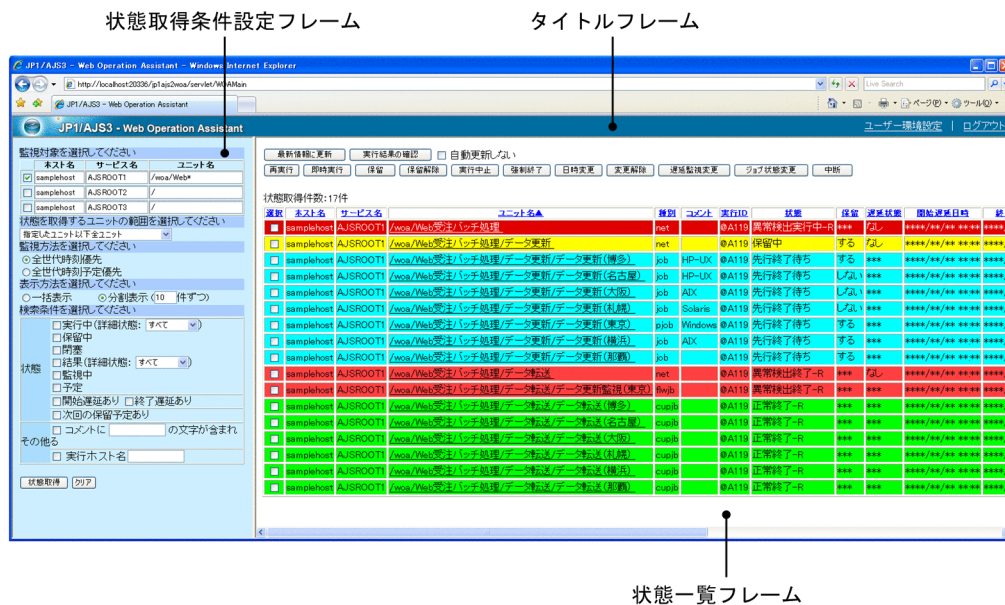 状態取得条件設定フレーム
タイトルフレーム
JP1/AJS3 - Web Operation Assistant - Windows Internet Explorer
http://localhost:20336/jp1ajs2woa/servlet/WOAMain
Live Search
JP1/AJS3 - Web Operation Assistant
ページ(P)
ツール(O)
JP1/AJS3 - Web Operation Assistant
ユーザー環境設定 | ログアウト
監視対象を選択してください
ホスト名 サービス名 ユニット名
samplehost AJSROOT1 /woa/Web*
samplehost AJSROOT2 /
samplehost AJSROOT3 /
状態を取得するユニットの範囲を選択してください
指定したユニット以下全ユニット
監視方法を選択してください
全世代時刻優先
全世代時刻予定優先
表示方法を選択してください
一括表示 分割表示 (10 件ずつ)
検索条件を選択してください
状態
実行中(詳細状態: すべて )
保留中
閉塞
結果(詳細状態: すべて )
監視中
予定
開始遅延あり 終了遅延あり
次回の保留予定あり
その他
コメントに の文字が含まれる
実行ホスト名
状態取得 クリア
最新情報に更新 実行結果の確認 自動更新しない
再実行 即時実行 保留 保留解除 実行中止 強制終了 日時変更 変更解除 遅延監視変更 ジョブ状態変更 中断
状態取得件数:17件
選択 ホスト名 サービス名 ユニット名▲ 種別 コメント 実行ID 状態 保留 遅延状態 開始遅延日時 終
samplehost AJSROOT1 /woa/Web受注バッチ処理 net @A119 異常検出実行中-R *** なし ****/**/** **:** ****
samplehost AJSROOT1 /woa/Web受注バッチ処理/データ更新 net @A119 保留中 する なし ****/**/** **:** ****
samplehost AJSROOT1 /woa/Web受注バッチ処理/データ更新/データ更新(博多) job HP-UX @A119 先行終了待ち する *** ****/**/** **:** ****
samplehost AJSROOT1 /woa/Web受注バッチ処理/データ更新/データ更新(名古屋) job HP-UX @A119 先行終了待ち しない *** ****/**/** **:** ****
samplehost AJSROOT1 /woa/Web受注バッチ処理/データ更新/データ更新(大阪) job AIX @A119 先行終了待ち しない *** ****/**/** **:** ****
samplehost AJSROOT1 /woa/Web受注バッチ処理/データ更新/データ更新(札幌) job Solaris @A119 先行終了待ち しない *** ****/**/** **:** ****
samplehost AJSROOT1 /woa/Web受注バッチ処理/データ更新/データ更新(東京) pjob Windows @A119 先行終了待ち する *** ****/**/** **:** ****
samplehost AJSROOT1 /woa/Web受注バッチ処理/データ更新/データ更新(横浜) job AIX @A119 先行終了待ち する *** ****/**/** **:** ****
samplehost AJSROOT1 /woa/Web受注バッチ処理/データ更新/データ更新(那覇) job @A119 先行終了待ち する *** ****/**/** **:** ****
samplehost AJSROOT1 /woa/Web受注バッチ処理/データ転送 net @A119 異常検出終了-R *** なし ****/**/** **:** ****
samplehost AJSROOT1 /woa/Web受注バッチ処理/データ転送/データ更新監視(東京) flwjb @A119 異常検出終了-R *** *** ****/**/** **:** ****
samplehost AJSROOT1 /woa/Web受注バッチ処理/データ転送/データ転送(博多) cupjb @A119 正常終了-R *** *** ****/**/** **:** ****
samplehost AJSROOT1 /woa/Web受注バッチ処理/データ転送/データ転送(名古屋) cupjb @A119 正常終了-R *** *** ****/**/** **:** ****
samplehost AJSROOT1 /woa/Web受注バッチ処理/データ転送/データ転送(大阪) cupjb @A119 正常終了-R *** *** ****/**/** **:** ****
samplehost AJSROOT1 /woa/Web受注バッチ処理/データ転送/データ転送(札幌) cupjb @A119 正常終了-R *** *** ****/**/** **:** ****
samplehost AJSROOT1 /woa/Web受注バッチ処理/データ転送/データ転送(横浜) cupjb @A119 正常終了-R *** *** ****/**/** **:** ****
samplehost AJSROOT1 /woa/Web受注バッチ処理/データ転送/データ転送(那覇) cupjb @A119 正常終了-R *** *** ****/**/** **:** ****
状態一覧フレーム